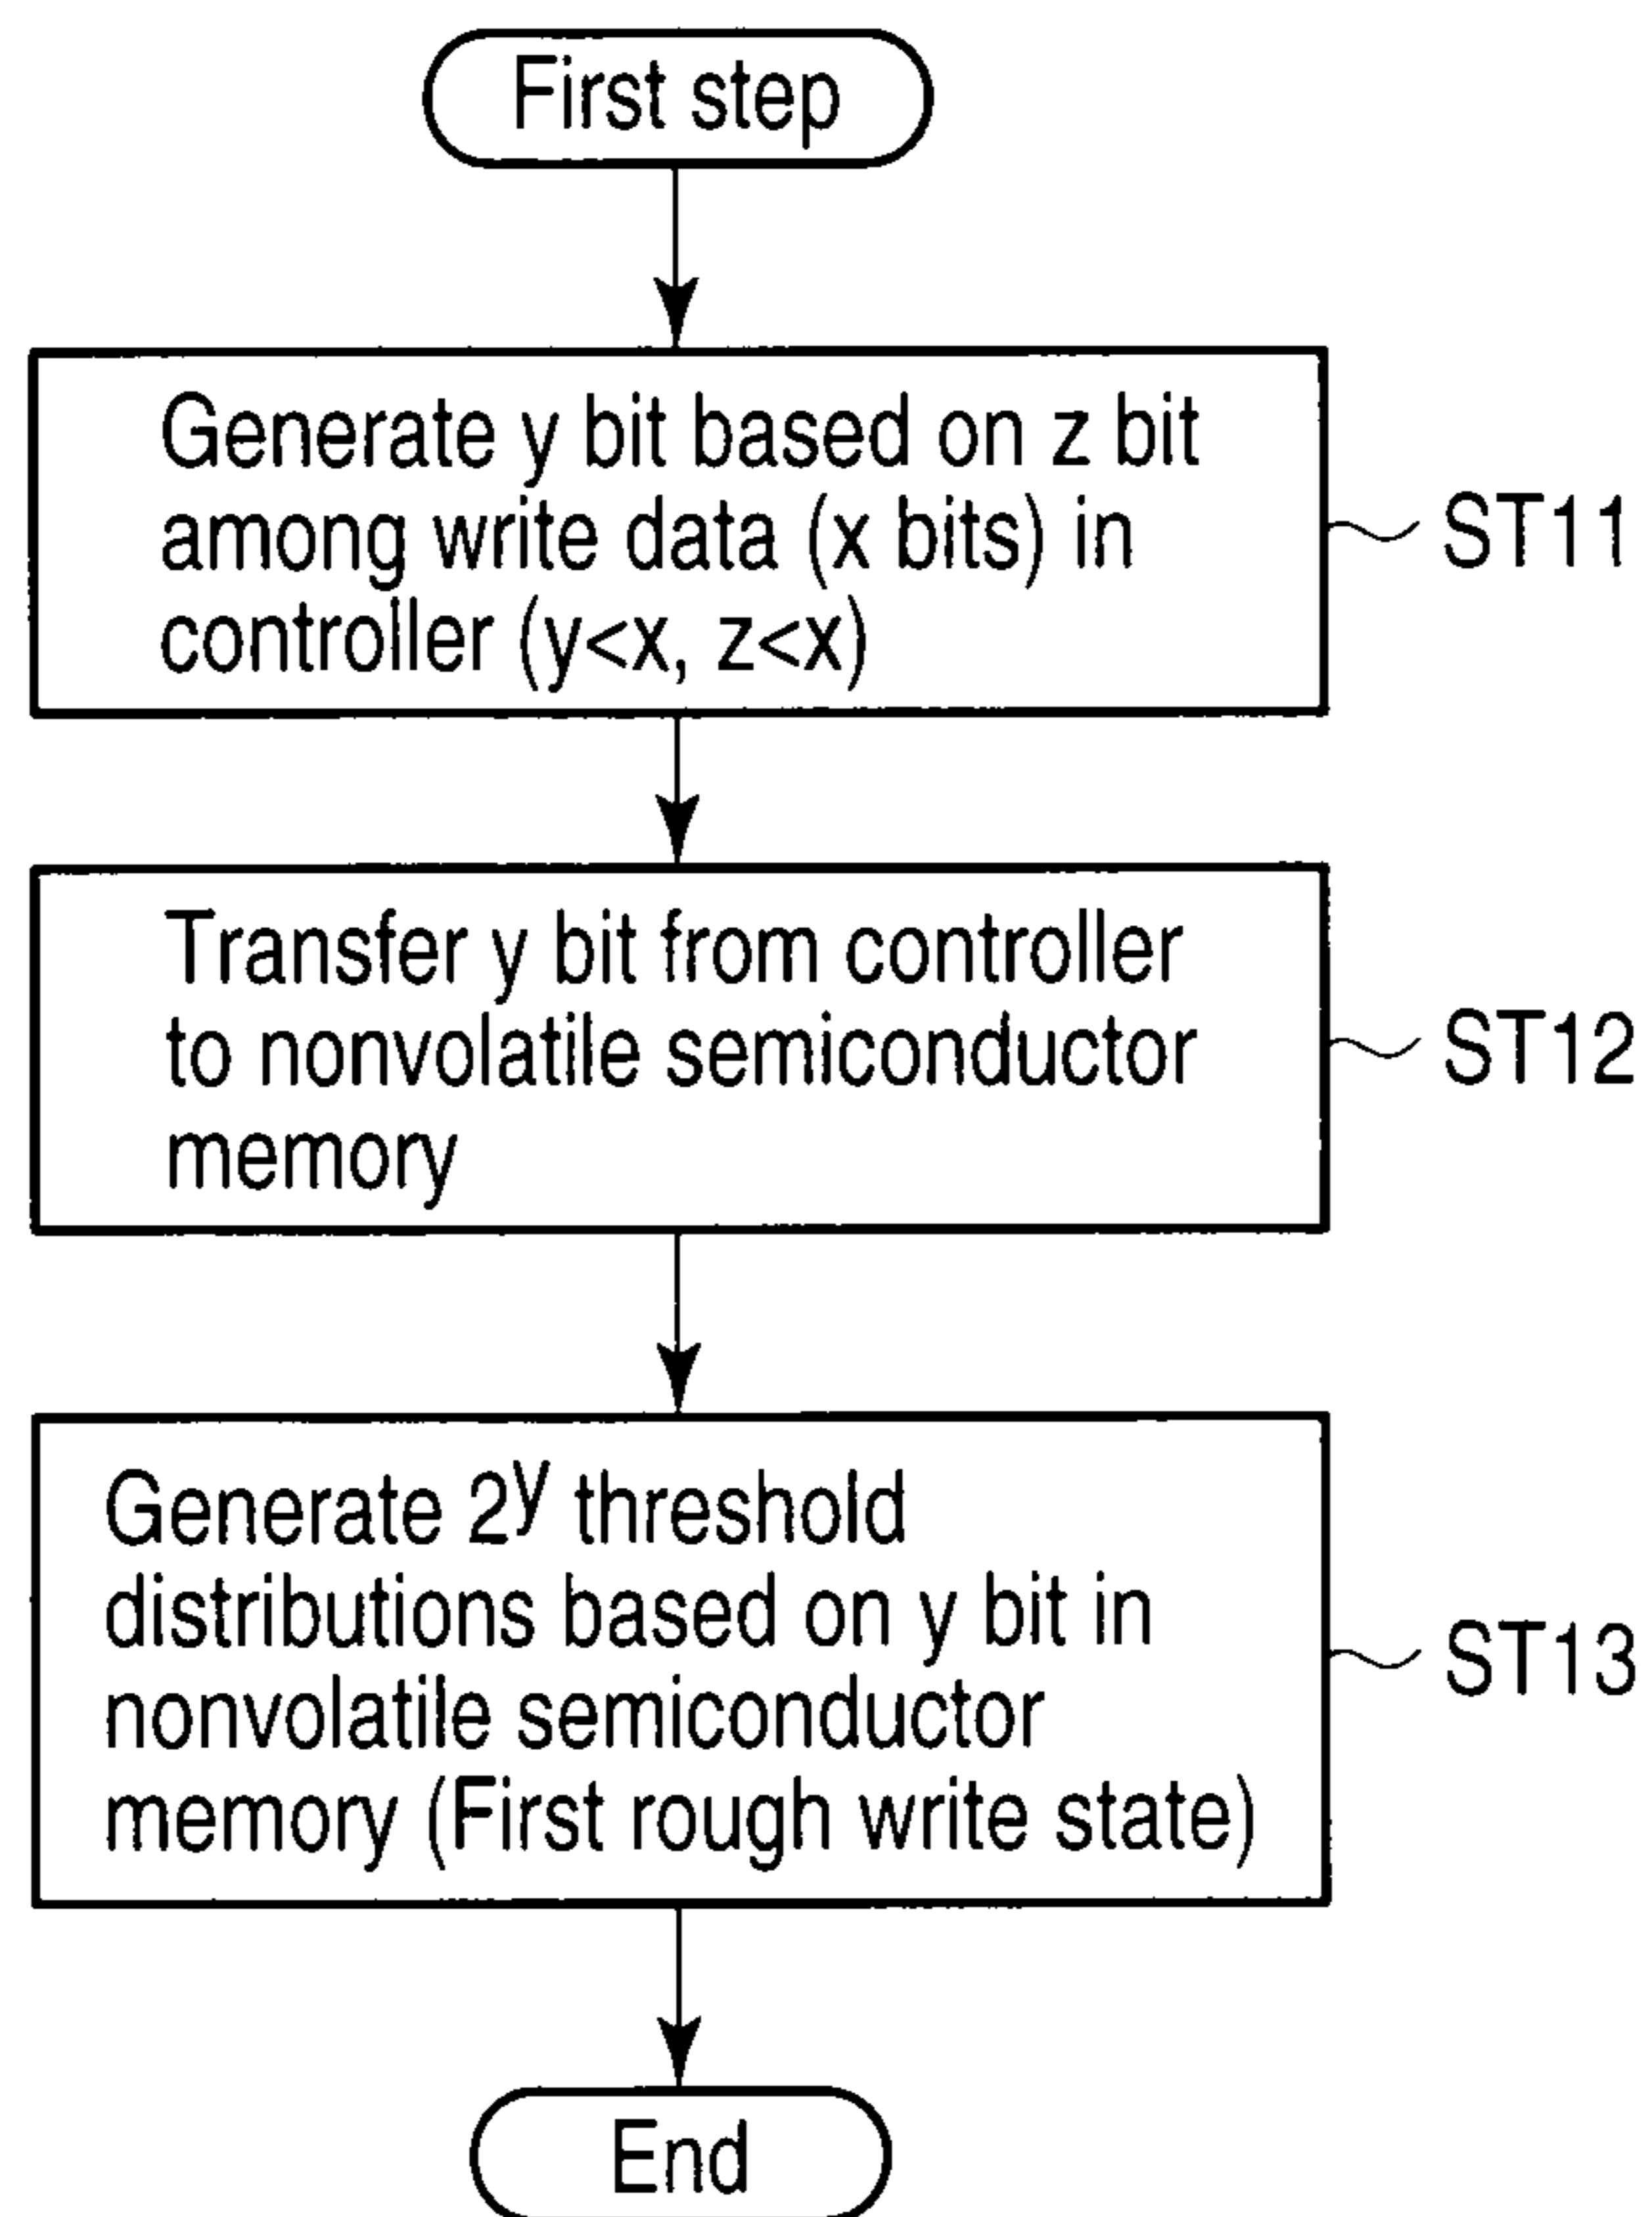 First step
Generate y bit based on z bit
among write data (x bits) in
controller (y<x, z<x)
ST11
Transfer y bit from controller
to nonvolatile semiconductor
memory
ST12
Generate 2^y threshold
distributions based on y bit in
nonvolatile semiconductor
memory (First rough write state)
ST13
End